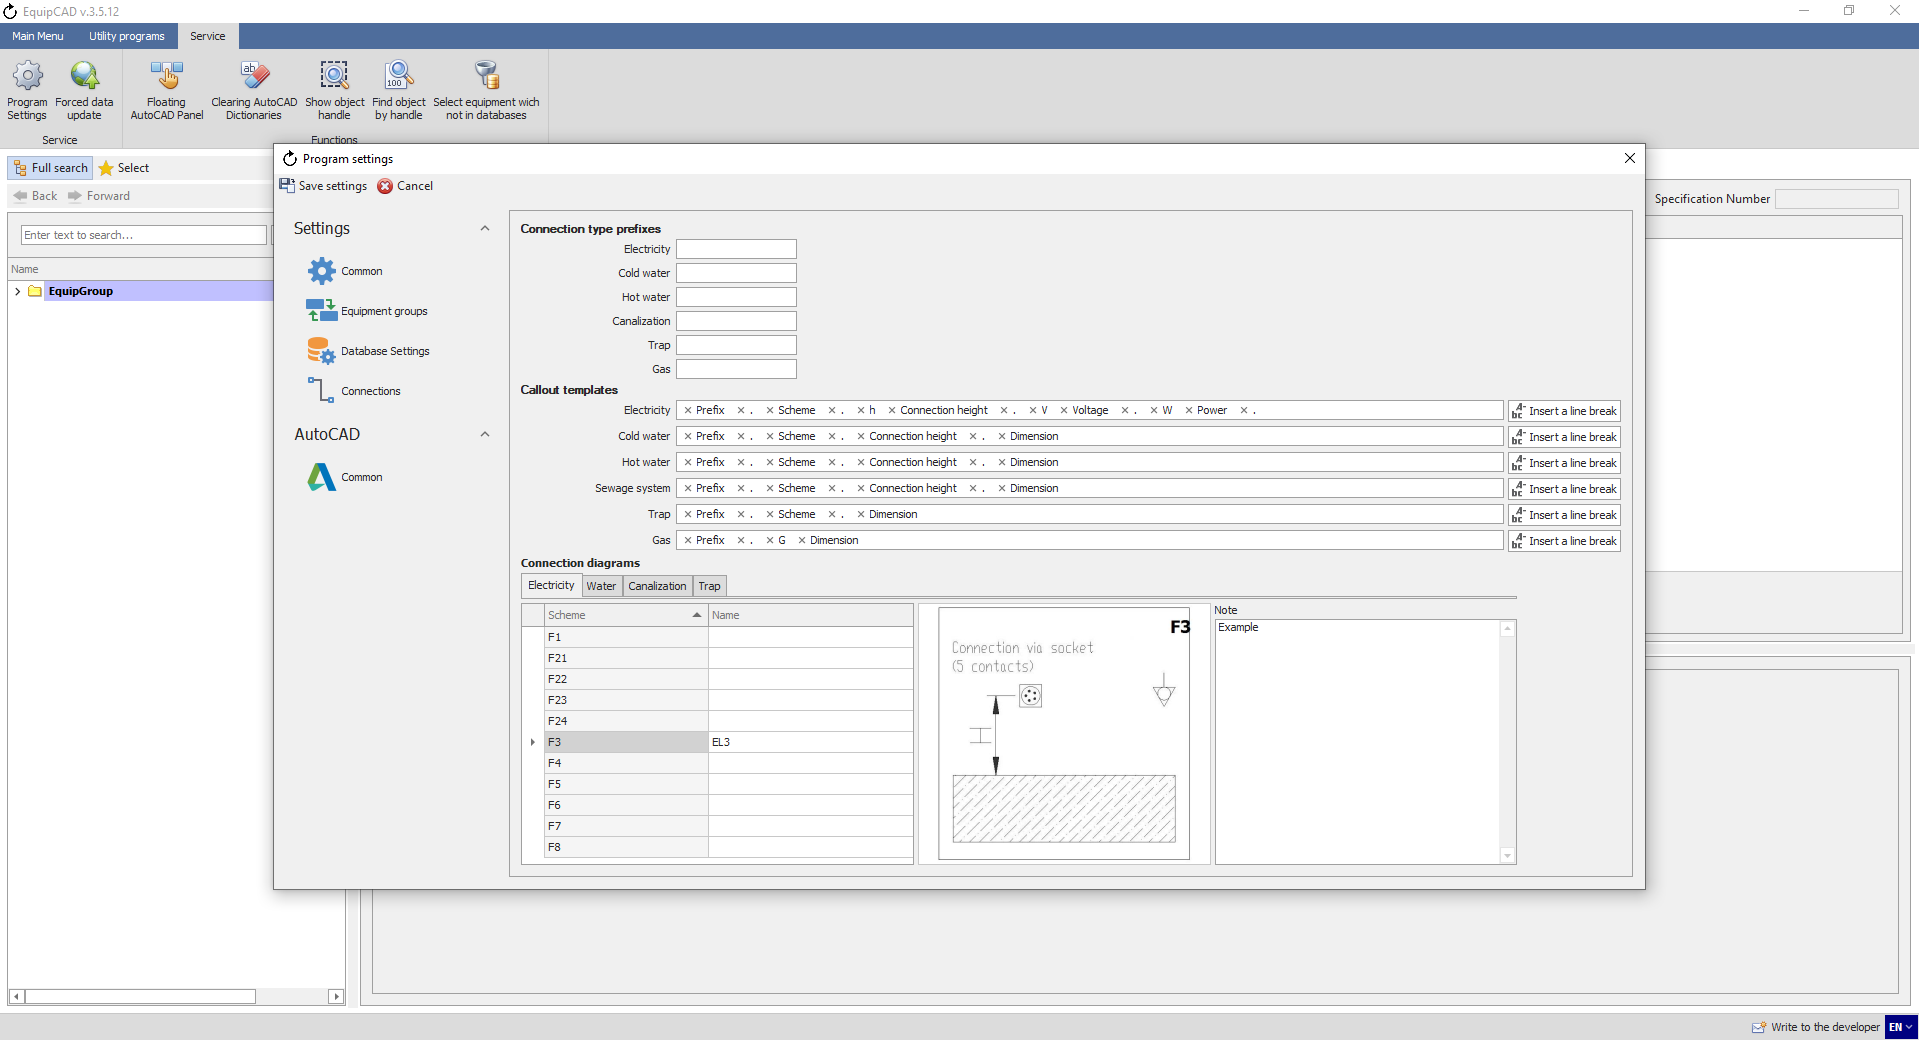 EquipCAD v.3.5.12
Main Menu Utility programs Service
Program Settings
Forced data update
Floating AutoCAD Panel
Clearing AutoCAD Dictionaries
Show object handle
Find object by handle
Select equipment wich not in databases
Service
Functions
Full search Select
Back Forward
Enter text to search...
Name
EquipGroup
Specification Number
Program settings
Save settings Cancel
Settings
Common
Equipment groups
Database Settings
Connections
AutoCAD
Common
Connection type prefixes
Electricity
Cold water
Hot water
Canalization
Trap
Gas
Callout templates
Electricity × Prefix × . × Scheme × . × h × Connection height × . × V × Voltage × . × W × Power × . Insert a line break
Cold water × Prefix × . × Scheme × . × Connection height × . × Dimension Insert a line break
Hot water × Prefix × . × Scheme × . × Connection height × . × Dimension Insert a line break
Sewage system × Prefix × . × Scheme × . × Connection height × . × Dimension Insert a line break
Trap × Prefix × . × Scheme × . × Dimension Insert a line break
Gas × Prefix × . × G × Dimension Insert a line break
Connection diagrams
Electricity Water Canalization Trap
Scheme Name
F1
F21
F22
F23
F24
F3 EL3
F4
F5
F6
F7
F8
F3
Connection via socket
(5 contacts)
H
Note
Example
Write to the developer EN